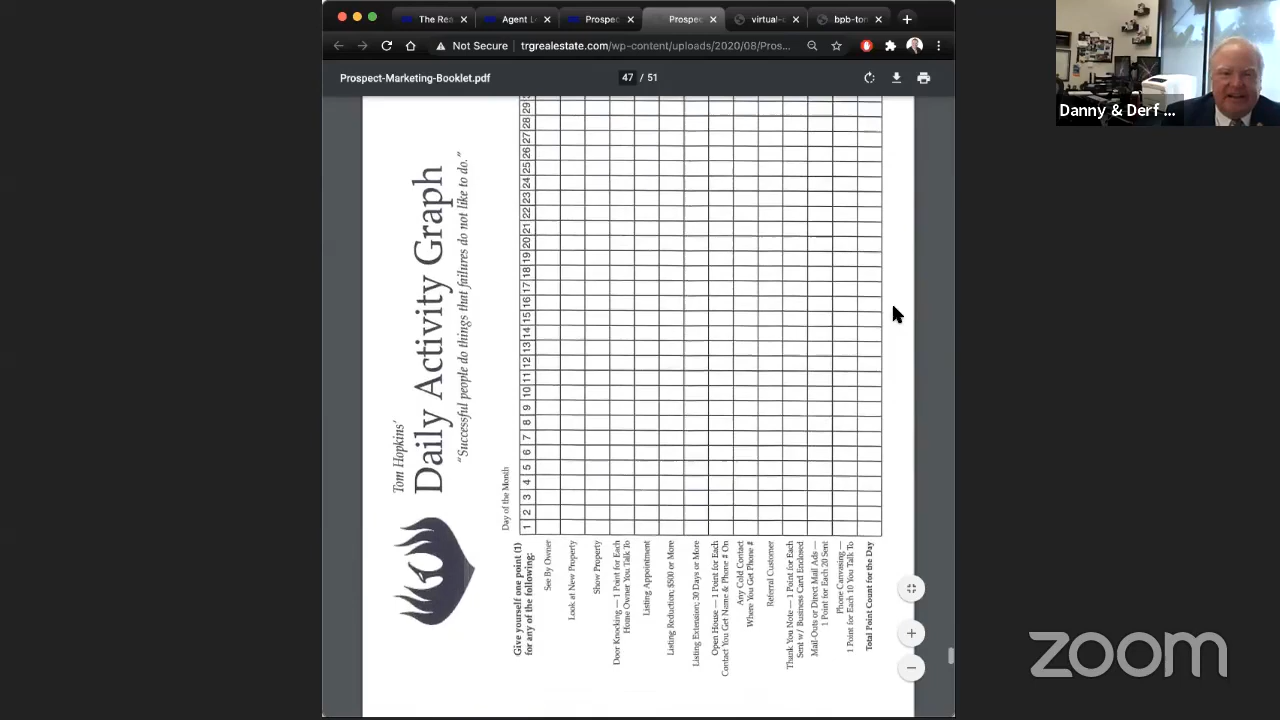 The Rea
Agent L
Prospec
Prospec
virtual-
bpb-ton
Not Secure
trgrealestate.com/wp-content/uploads/2020/08/Pros...
Prospect-Marketing-Booklet.pdf
47 / 51
Danny & Derf ...
Tom Hopkins'
Daily Activity Graph
"Successful people do things that failures do not like to do."
Day of the Month
1 2 3 4 5 6 7 8 9 10 11 12 13 14 15 16 17 18 19 20 21 22 23 24 25 26 27 28 29
Give yourself one point (1)
for any of the following:
See By Owner
Look at New Property
Show Property
Door Knocking — 1 Point for Each
Home Owner You Talk To
Listing Appointment
Listing Reduction, $500 or More
Listing Extension; 30 Days or More
Open House — 1 Point for Each
Contact You Get Name & Phone # On
Any Cold Contact
Where You Get Phone #
Referral Customer
Thank You Note — 1 Point for Each
Sent w/ Business Card Enclosed
Mail-Outs or Direct Mail Ads —
1 Point for Each 20 Sent
Phone Canvasing —
1 Point for Each 10 You Talk To
Total Point Count for the Day
zoom